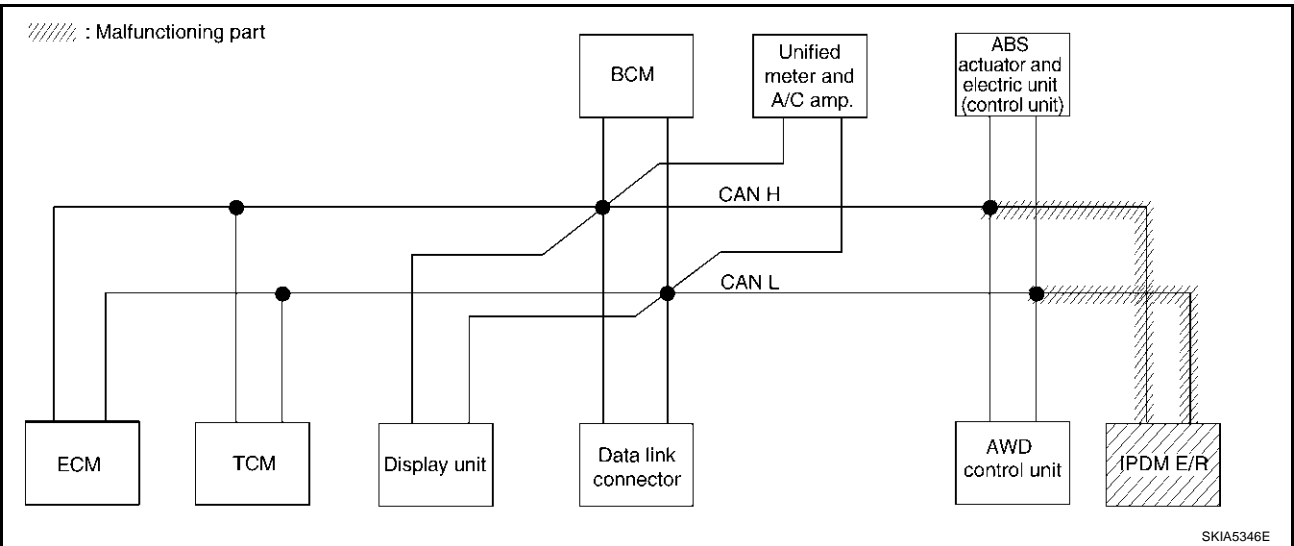 : Malfunctioning part
BCM
Unified
meter and
A/C amp.
ABS
actuator and
electric unit
(control unit)
CAN H
CAN L
ECM
TCM
Display unit
Data link
connector
AWD
control unit
IPDM E/R
SKIA5346E